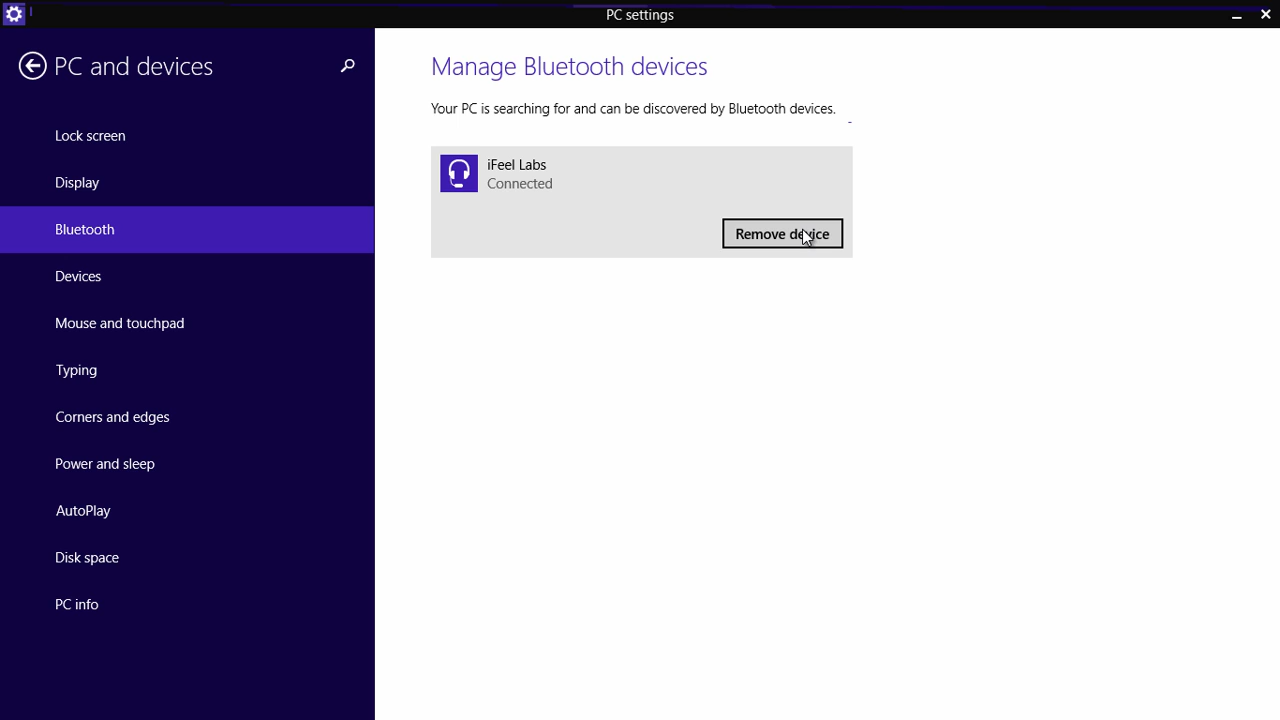 PC settings
PC and devices
Lock screen
Display
Bluetooth
Devices
Mouse and touchpad
Typing
Corners and edges
Power and sleep
AutoPlay
Disk space
PC info
Manage Bluetooth devices
Your PC is searching for and can be discovered by Bluetooth devices.
iFeel Labs
Connected
Remove device